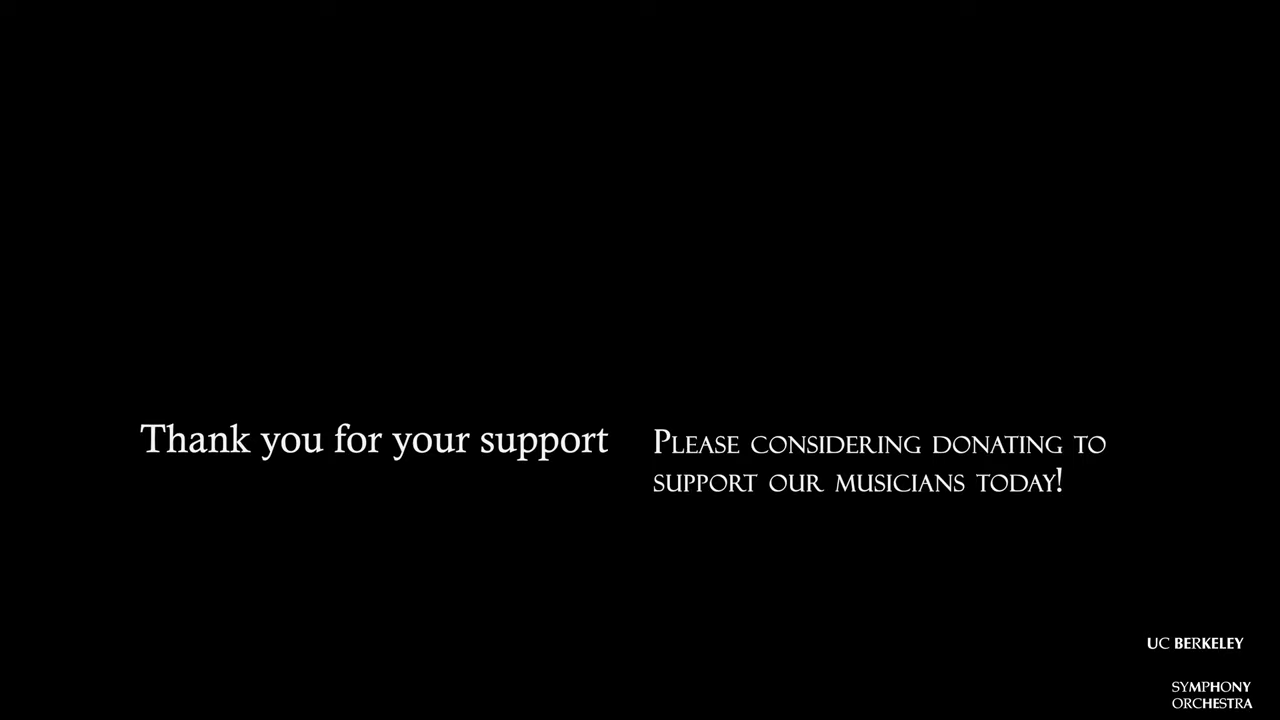 Thank you for your support
Please considering donating to
support our musicians today!
UC BERKELEY
SYMPHONY
ORCHESTRA